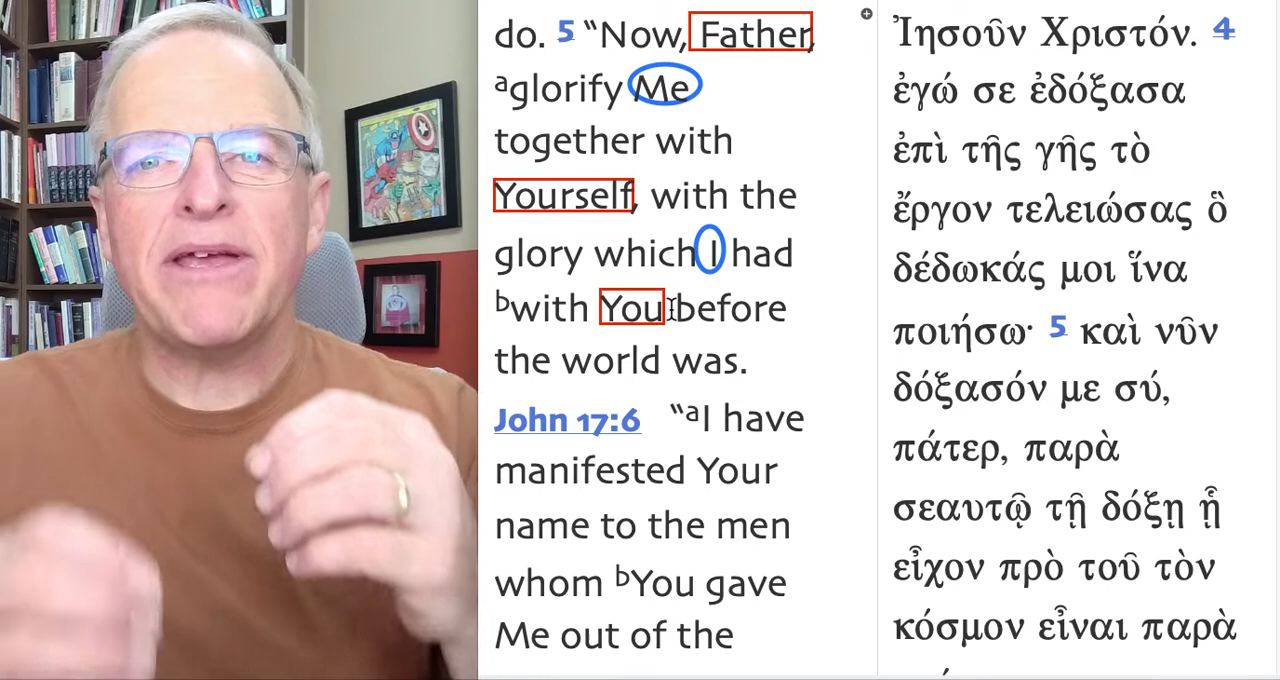 do. 5 “Now, Father,
ᵃglorify Me
together with
Yourself, with the
glory which I had
ᵇwith You before
the world was.
John 17:6 “ᵃI have
manifested Your
name to the men
whom ᵇYou gave
Me out of the
Ἰησοῦν Χριστόν. 4
ἐγώ σε ἐδόξασα
ἐπὶ τῆς γῆς τὸ
ἔργον τελειώσας ὃ
δέδωκάς μοι ἵνα
ποιήσω· 5 καὶ νῦν
δόξασόν με σύ,
πάτερ, παρὰ
σεαυτῷ τῇ δόξῃ ᾗ
εἶχον πρὸ τοῦ τὸν
κόσμον εἶναι παρὰ